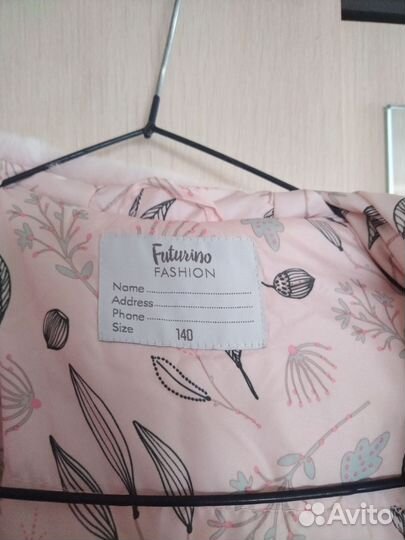 Futurino
FASHION
Name
Address
Phone
Size 140
Avito